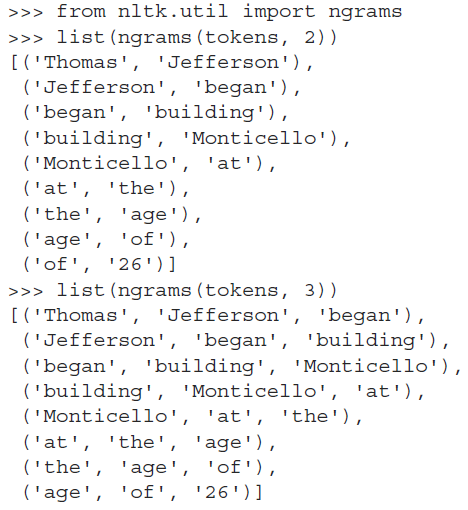 >>> from nltk.util import ngrams
>>> list(ngrams(tokens, 2))
[('Thomas', 'Jefferson'),
 ('Jefferson', 'began'),
 ('began', 'building'),
 ('building', 'Monticello'),
 ('Monticello', 'at'),
 ('at', 'the'),
 ('the', 'age'),
 ('age', 'of'),
 ('of', '26')]
>>> list(ngrams(tokens, 3))
[('Thomas', 'Jefferson', 'began'),
 ('Jefferson', 'began', 'building'),
 ('began', 'building', 'Monticello'),
 ('building', 'Monticello', 'at'),
 ('Monticello', 'at', 'the'),
 ('at', 'the', 'age'),
 ('the', 'age', 'of'),
 ('age', 'of', '26')]